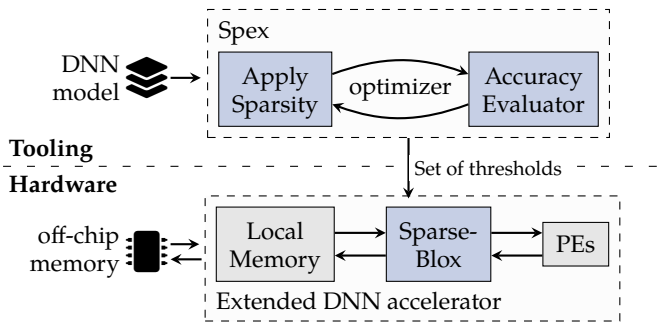 Spex
DNN
model
Apply
Sparsity
optimizer
Accuracy
Evaluator
Tooling
Set of thresholds
Hardware
off-chip
memory
Local
Memory
Sparse-
Blox
PEs
Extended DNN accelerator